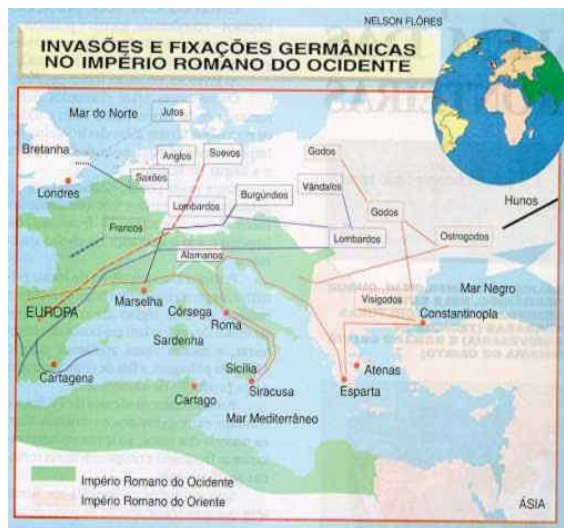 NELSON FLÔRES
INVASÕES E FIXAÇÕES GERMÂNICAS
NO IMPÉRIO ROMANO DO OCIDENTE
Mar do Norte
Jutos
Bretanha
Anglos
Suevos
Godos
Saxões
Londres
Lombardos
Burgúndios
Vândalos
Hunos
Francos
Godos
Lombardos
Ostrogodos
Álamanos
Mar Negro
EUROPA
Marselha
Visigodos
Córsega
Roma
Constantinopla
Sardenha
Cartagena
Sicília
Atenas
Cartago
Siracusa
Esparta
Mar Mediterrâneo
Império Romano do Ocidente
Império Romano do Oriente
ÁSIA